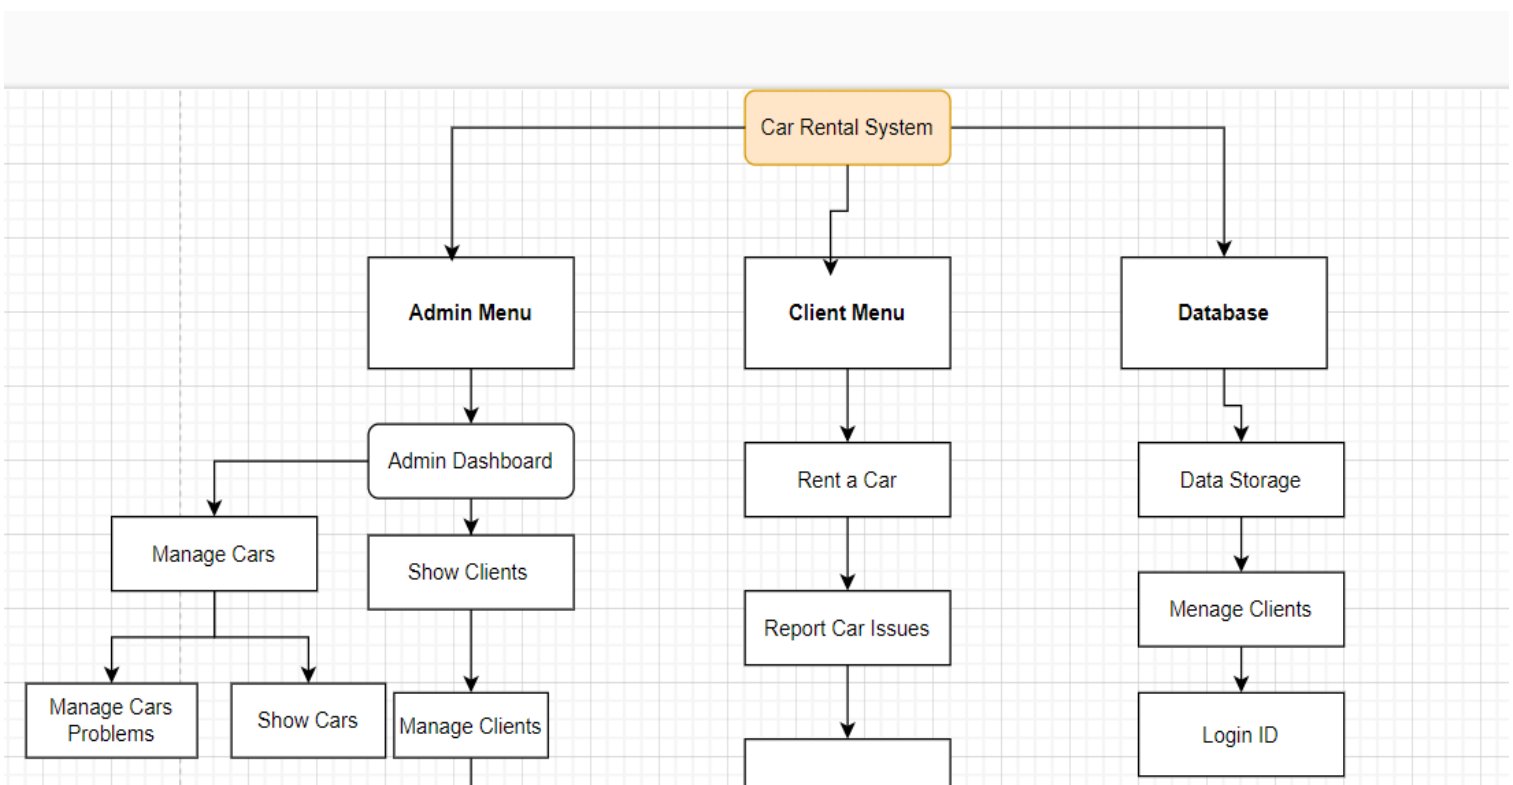 Car Rental System
Admin Menu
Client Menu
Database
Admin Dashboard
Rent a Car
Data Storage
Manage Cars
Show Clients
Report Car Issues
Menage Clients
Manage Cars
Problems
Show Cars
Manage Clients
Login ID